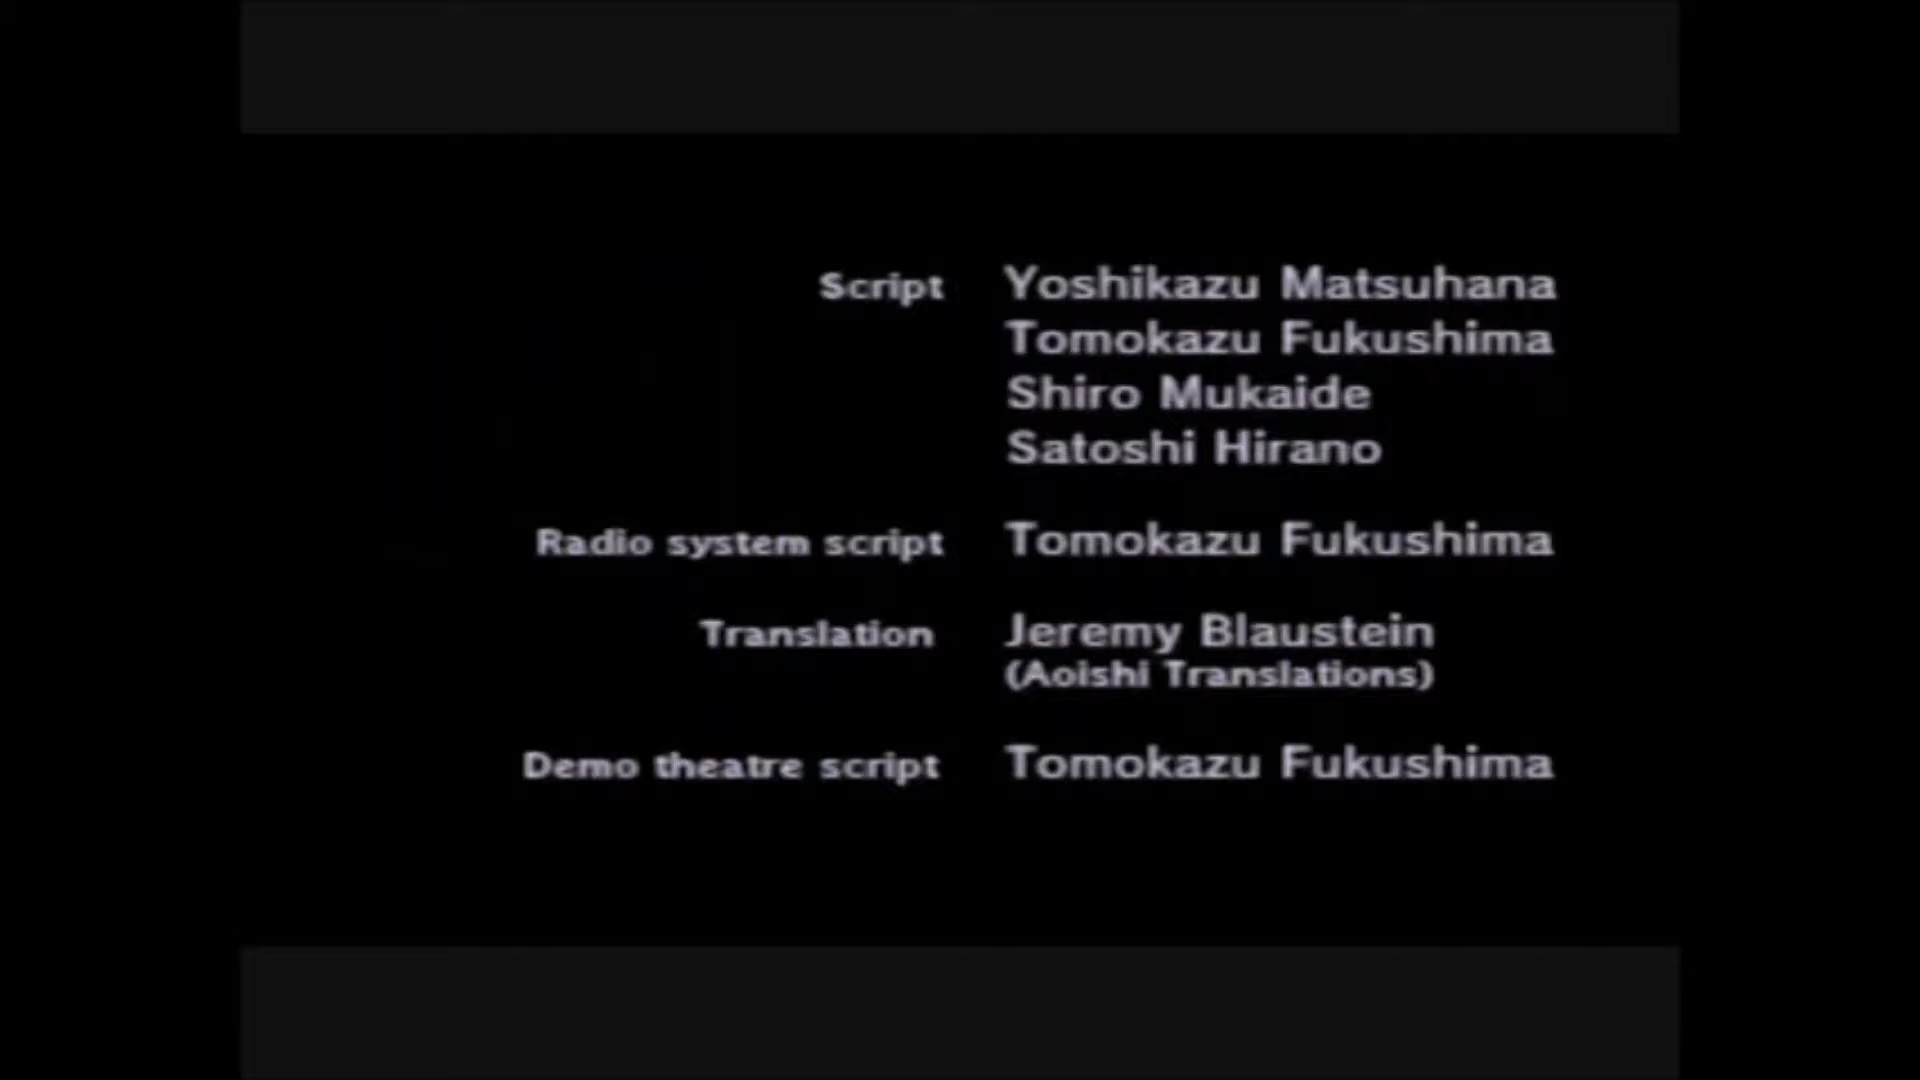 Script Yoshikazu Matsuhana
Tomokazu Fukushima
Shiro Mukaide
Satoshi Hirano
Radio system script Tomokazu Fukushima
Translation Jeremy Blaustein
(Aoishi Translations)
Demo theatre script Tomokazu Fukushima